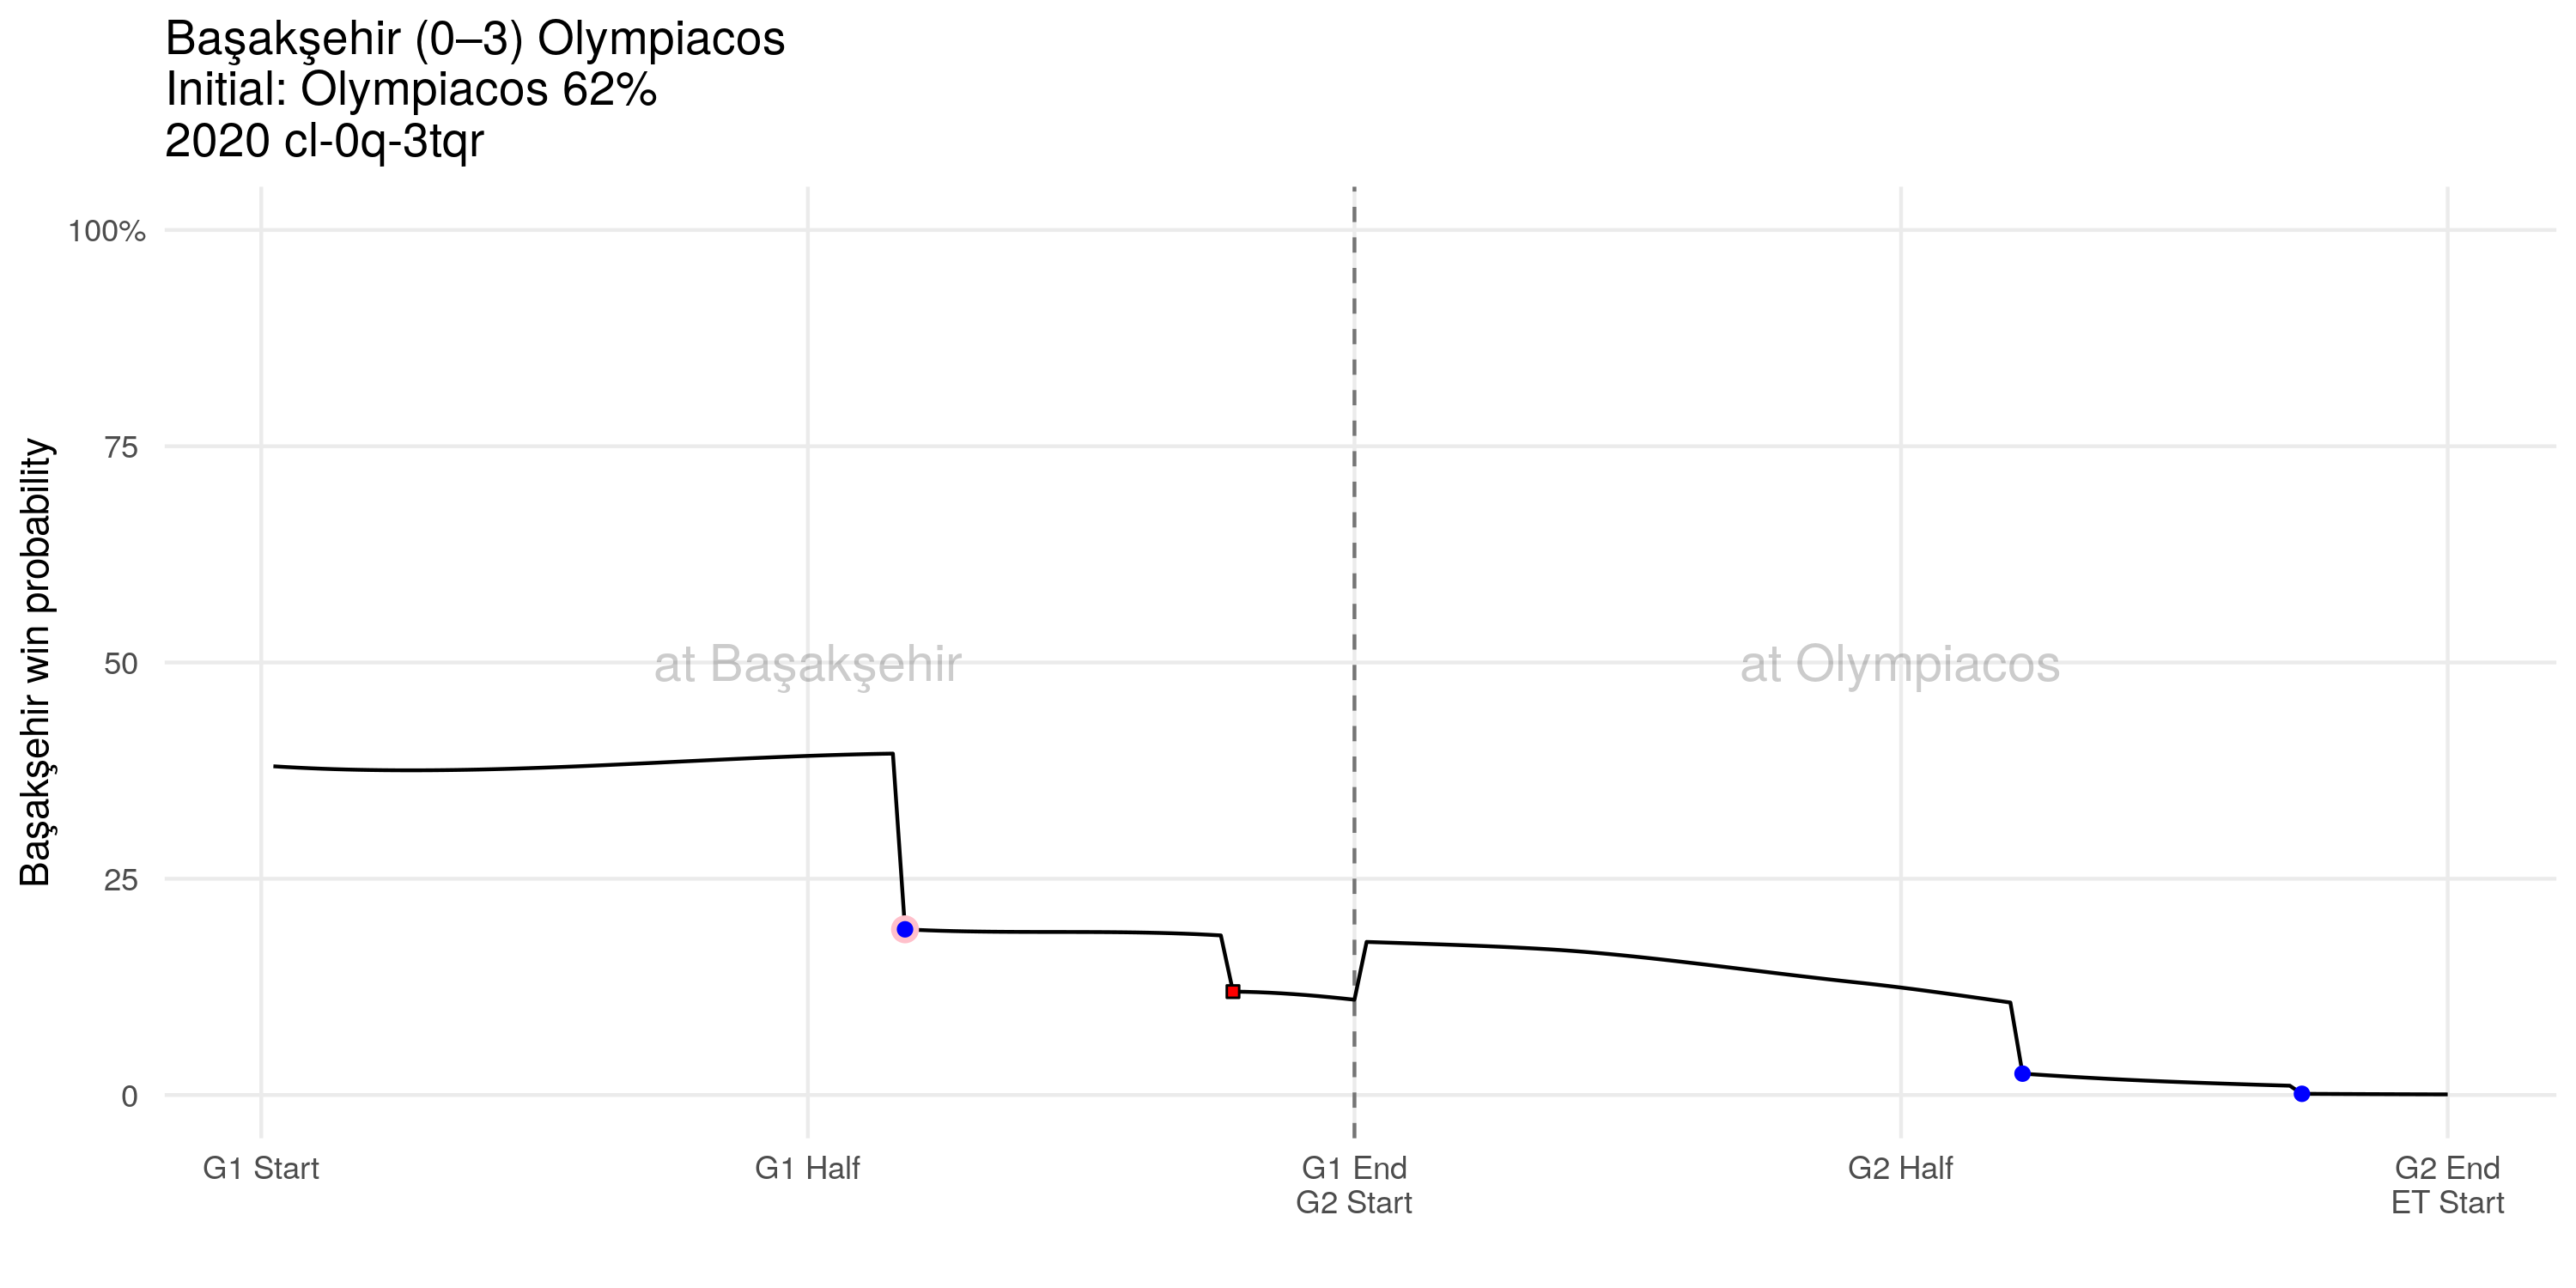 Başakşehir (0–3) Olympiacos
Initial: Olympiacos 62%
2020 cl-0q-3tqr
Başakşehir win probability
100%
75
50
25
0
at Başakşehir
at Olympiacos
G1 Start
G1 Half
G1 End
G2 Start
G2 Half
G2 End
ET Start